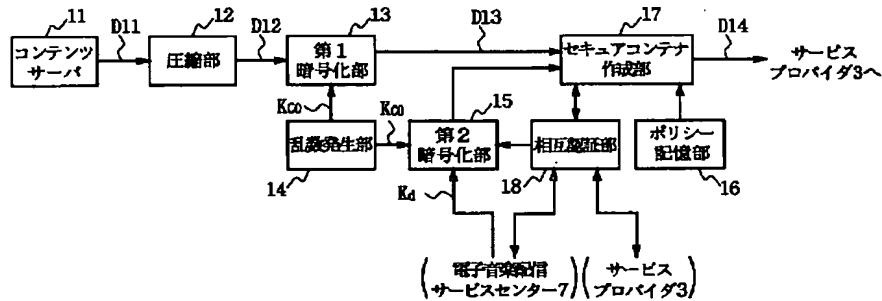 11
コンテンツ
サーバ
D11
12
圧縮部
D12
13
第1
暗号化部
D13
17
セキュアコンテナ
作成部
D14
サービス
プロバイダ3へ
Kco
Kco
乱数発生部
14
15
第2
暗号化部
相互認証部
18
ポリシー
記憶部
16
Kd
電子音楽配信
サービスセンター7
サービス
プロバイダ3